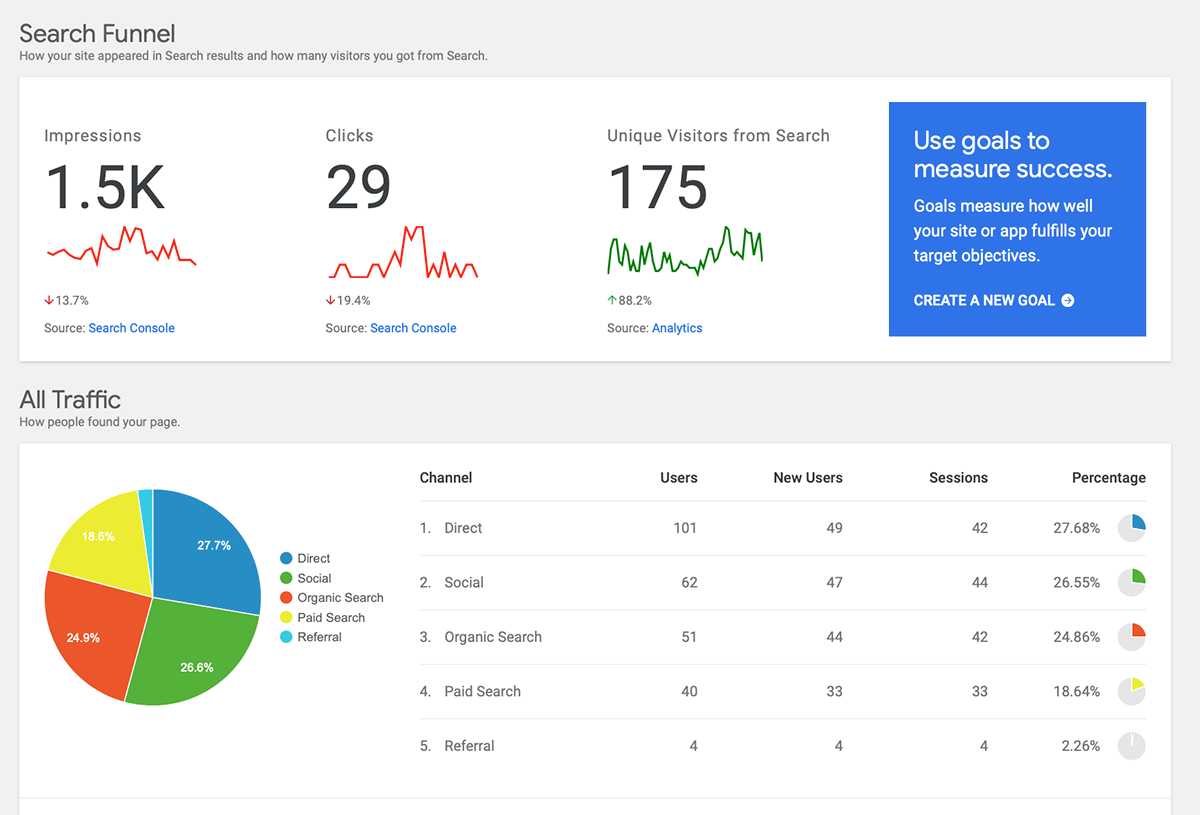 Search Funnel
How your site appeared in Search results and how many visitors you got from Search.
Impressions Clicks Unique Visitors from Search
1.5K 29 175
↓13.7% ↓19.4% ↑88.2%
Source: Search Console Source: Search Console Source: Analytics
Use goals to
measure success.
Goals measure how well
your site or app fulfills your
target objectives.
CREATE A NEW GOAL
All Traffic
How people found your page.
18.6%
27.7%
24.9%
26.6%
Direct
Social
Organic Search
Paid Search
Referral
Channel Users New Users Sessions Percentage
1. Direct 101 49 42 27.68%
2. Social 62 47 44 26.55%
3. Organic Search 51 44 42 24.86%
4. Paid Search 40 33 33 18.64%
5. Referral 4 4 4 2.26%